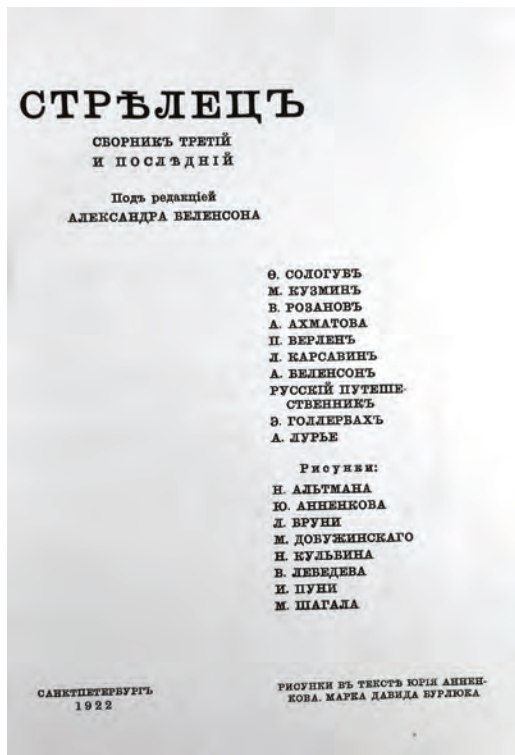 СТРѢЛЕЦЪ
СБОРНИКЪ ТРЕТІЙ
И ПОСЛѢДНІЙ
Подъ редакціей
АЛЕКСАНДРА БЕЛЕНСОНА
Ѳ. СОЛОГУБЪ
М. КУЗМИНЪ
В. РОЗАНОВЪ
А. АХМАТОВА
П. ВЕРЛЕНЪ
Л. КАРСАВИНЪ
А. БЕЛЕНСОНЪ
РУССКІЙ ПУТЕШЕ-
СТВЕННИКЪ
Э. ГОЛЛЕРБАХЪ
А. ЛУРЬЕ
Рисунки:
Н. АЛЬТМАНА
Ю. АННЕНКОВА
Л. БРУНИ
М. ДОБУЖИНСКАГО
Н. КУЛЬБИНА
В. ЛЕБЕДЕВА
И. ПУНИ
М. ШАГАЛА
САНКТПЕТЕРБУРГЪ
1922
РИСУНКИ ВЪ ТЕКСТѢ ЮРІЯ АННЕН-
КОВА. МАРКА ДАВИДА БУРЛЮКА